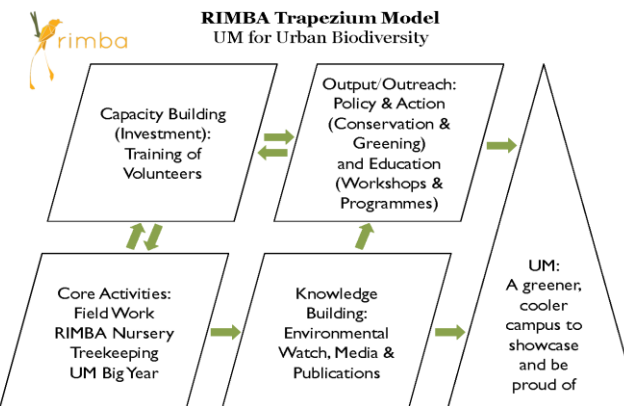 RIMBA Trapezium Model
UM for Urban Biodiversity
rimba
Capacity Building
(Investment):
Training of
Volunteers
Output/Outreach:
Policy & Action
(Conservation &
Greening)
and Education
(Workshops &
Programmes)
Core Activities:
Field Work
RIMBA Nursery
Treekeeping
UM Big Year
Knowledge
Building:
Environmental
Watch, Media &
Publications
UM:
A greener,
cooler
campus to
showcase
and be
proud of